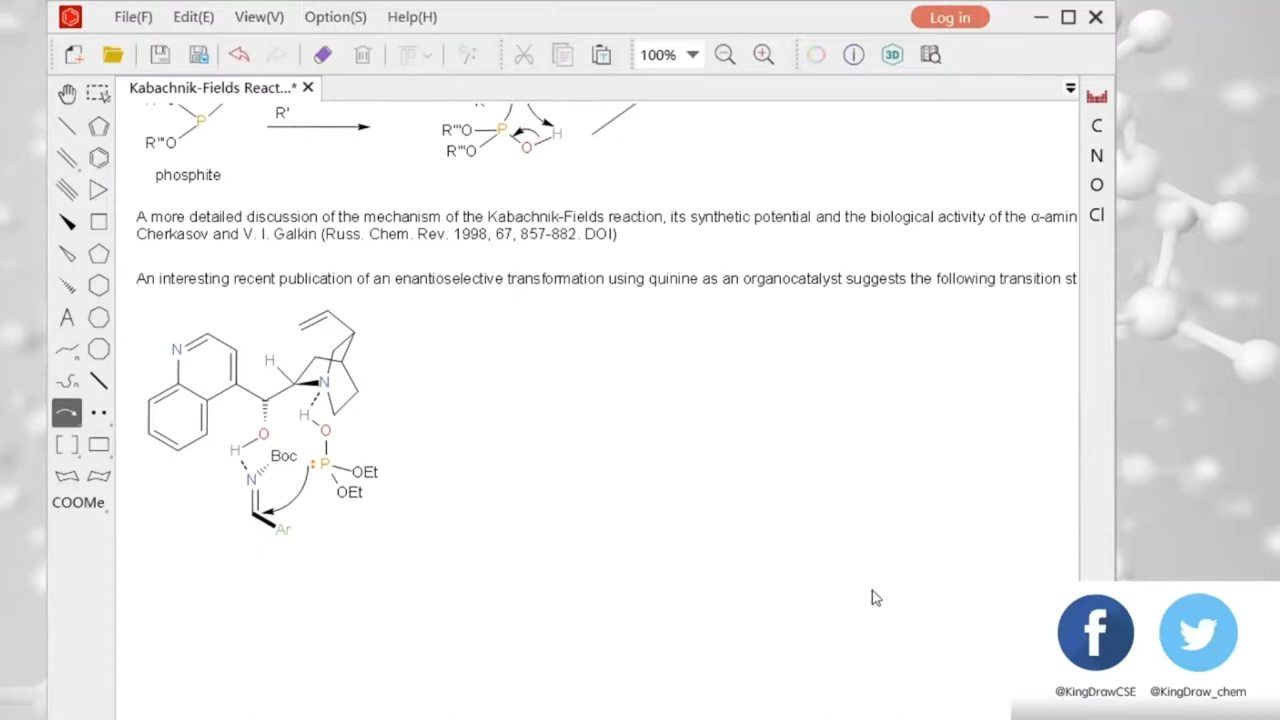 File(F) Edit(E) View(V) Option(S) Help(H) Log in
100% 3D
Kabachnik-Fields React...*
R'
R'''O P
R'''O
R'''O P H
R'''O O
phosphite
A more detailed discussion of the mechanism of the Kabachnik-Fields reaction, its synthetic potential and the biological activity of the α-amin
Cherkasov and V. I. Galkin (Russ. Chem. Rev. 1998, 67, 857-882. DOI)
An interesting recent publication of an enantioselective transformation using quinine as an organocatalyst suggests the following transition st
N
H
N
H
O O
H
Boc
P
OEt
N
OEt
Ar
A
COOMe
C
N
O
Cl
@KingDrawCSE @KingDraw_chem